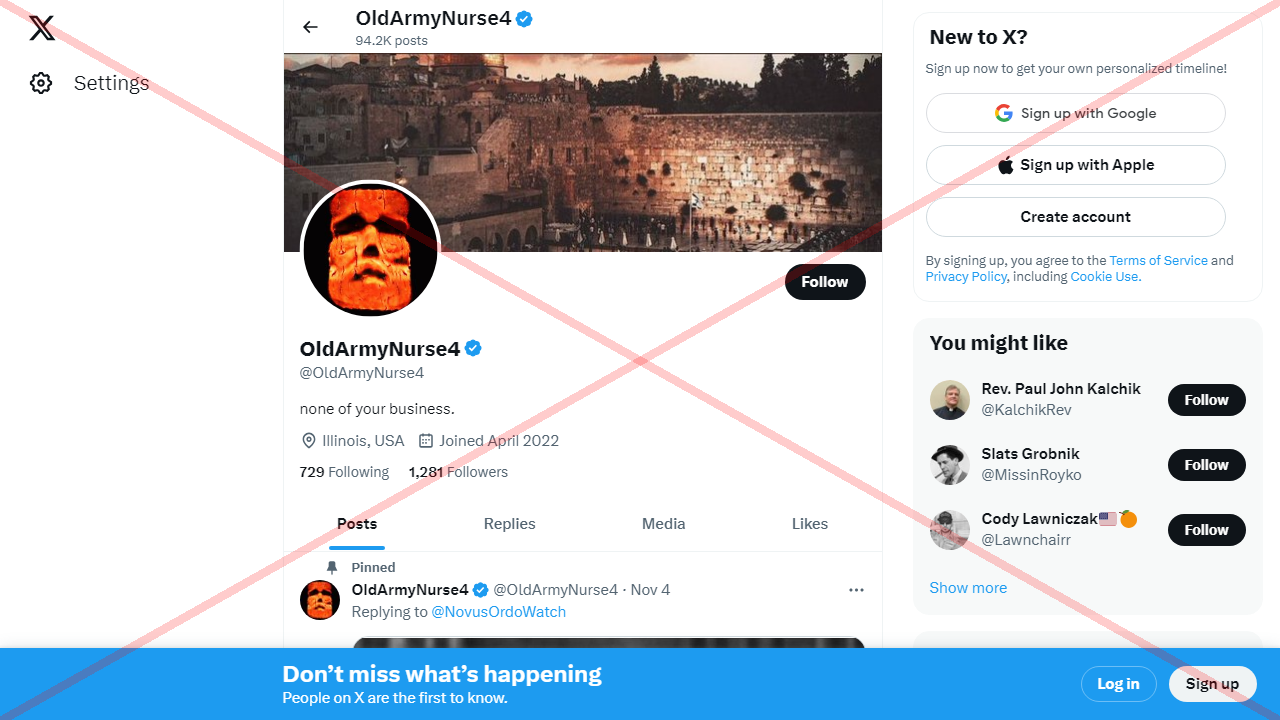 Settings
OldArmyNurse4
94.2K posts
Follow
OldArmyNurse4
@OldArmyNurse4
none of your business.
Illinois, USA Joined April 2022
729 Following 1,281 Followers
Posts Replies Media Likes
Pinned
OldArmyNurse4 @OldArmyNurse4 · Nov 4
Replying to @NovusOrdoWatch
New to X?
Sign up now to get your own personalized timeline!
Sign up with Google
Sign up with Apple
Create account
By signing up, you agree to the Terms of Service and
Privacy Policy, including Cookie Use.
You might like
Rev. Paul John Kalchik
@KalchikRev
Follow
Slats Grobnik
@MissinRoyko
Follow
Cody Lawniczak🇺🇸🍊
@Lawnchairr
Follow
Show more
Don’t miss what’s happening
People on X are the first to know.
Log in Sign up